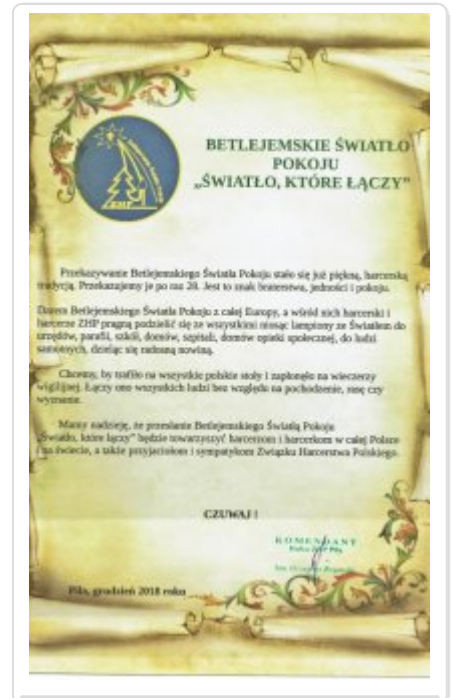 BETLEJEMSKIE ŚWIATŁO
POKOJU
„ŚWIATŁO, KTÓRE ŁĄCZY”
ZHP
Przekazywanie Betlejemskiego Światła Pokoju stało się już piękną, harcerską
tradycją. Przekazujemy je po raz 28. Jest to znak braterstwa, jedności i pokoju.
Betlejemskiego Światła Pokoju z całej Europy, a wśród nich harcerski i
harcerze ZHP pragną podzielić się ze wszystkimi niosąc lampiony ze Światłem do
urzędów, parafii, szkół, domów, szpitali, domów opieki społecznej, do ludzi
samotnych, dzieląc się radosną nowiną.
Chcemy, by trafiło na wszystkie polskie stoły i zapłonęło na wieczerzy
wigilijnej. Łączy ono wszystkich ludzi bez względu na pochodzenie, rasę czy
wyznanie.
Mamy nadzieję, że przesłanie Betlejemskiego Światła Pokoju
„Światło, które łączy” będzie towarzyszyć harcerzom i harcerkom w całej Polsce
i na świecie, a także przyjaciołom i sympatykom Związku Harcerstwa Polskiego.
CZUWAJ !
KOMENDANT
Hufca ZHP Piła
Piła, grudzień 2018 roku